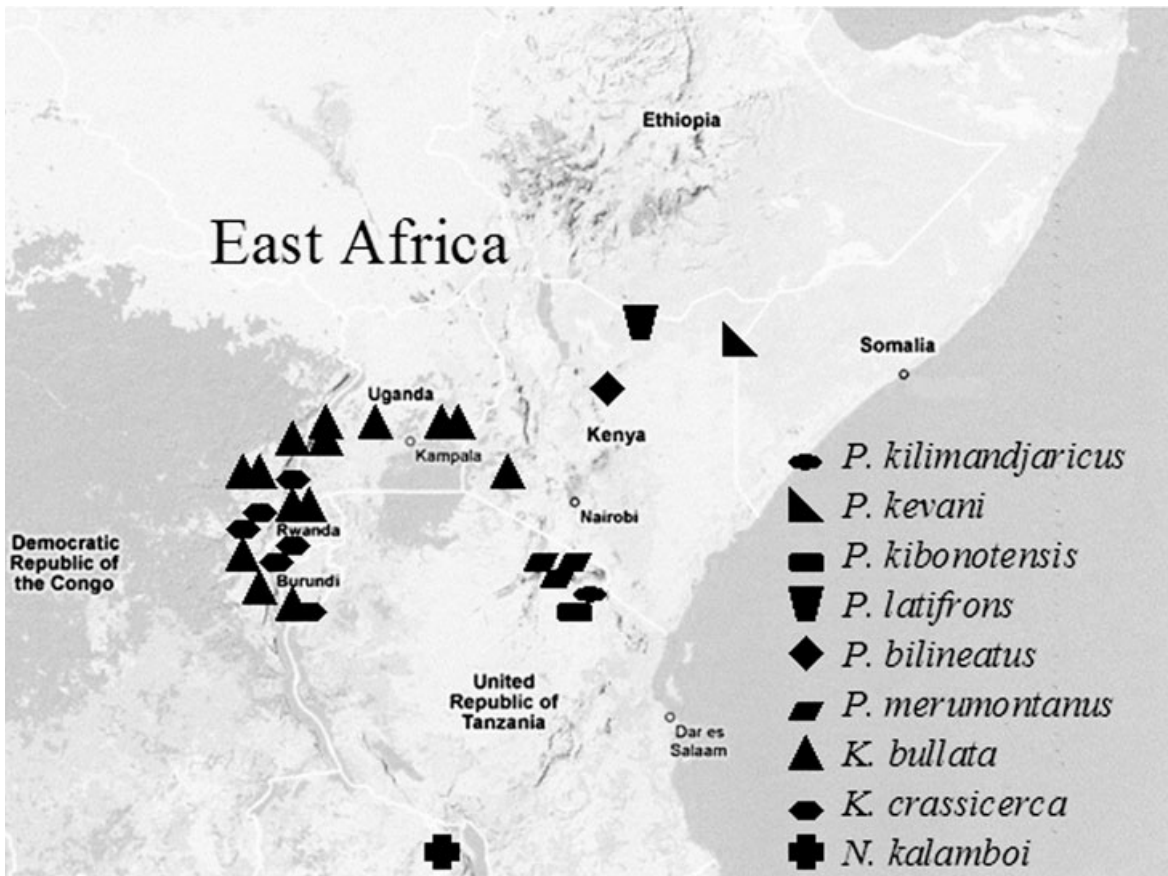 Ethiopia
East Africa
Somalia
Uganda
Kampala
Kenya
Nairobi
Rwanda
Burundi
Democratic
Republic of
the Congo
United
Republic of
Tanzania
Dar es
Salaam
P. kilimandjaricus
P. kevani
P. kibonotensis
P. latifrons
P. bilineatus
P. merumontanus
K. bullata
K. crassicerca
N. kalamboi